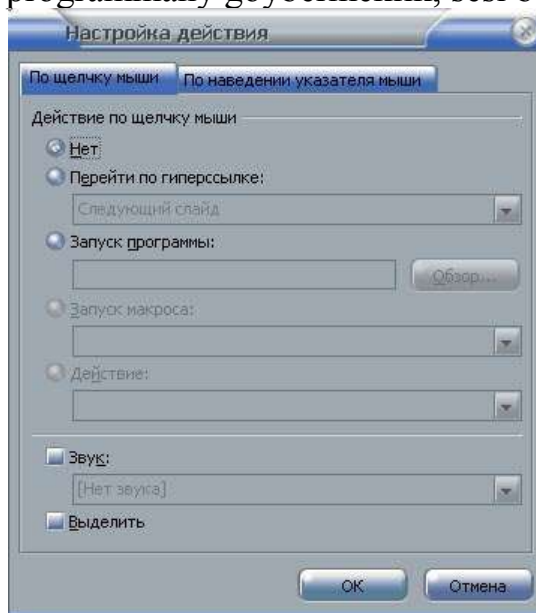 Настройка действия
По щелчку мыши По наведении указателя мыши
Действие по щелчку мыши
Нет
Перейти по гиперссылке:
Следующий слайд
Запуск программы:
Обзор...
Запуск макроса:
Действие:
Звук:
[Нет звука]
Выделить
ОК Отмена